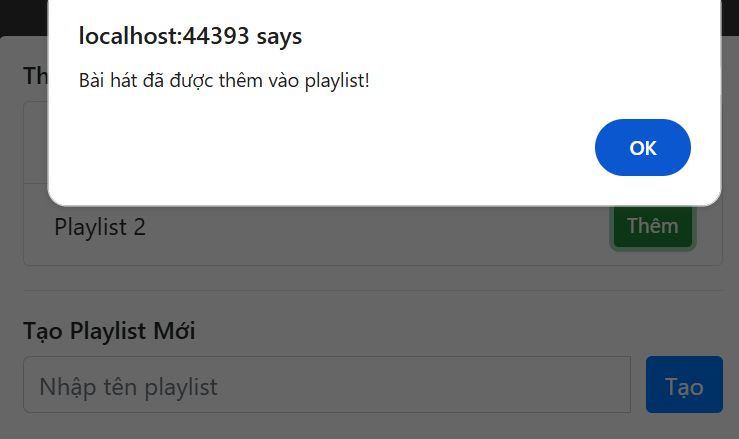 localhost:44393 says
Bài hát đã được thêm vào playlist!
OK
Playlist 2
Thêm
Tạo Playlist Mới
Nhập tên playlist
Tạo